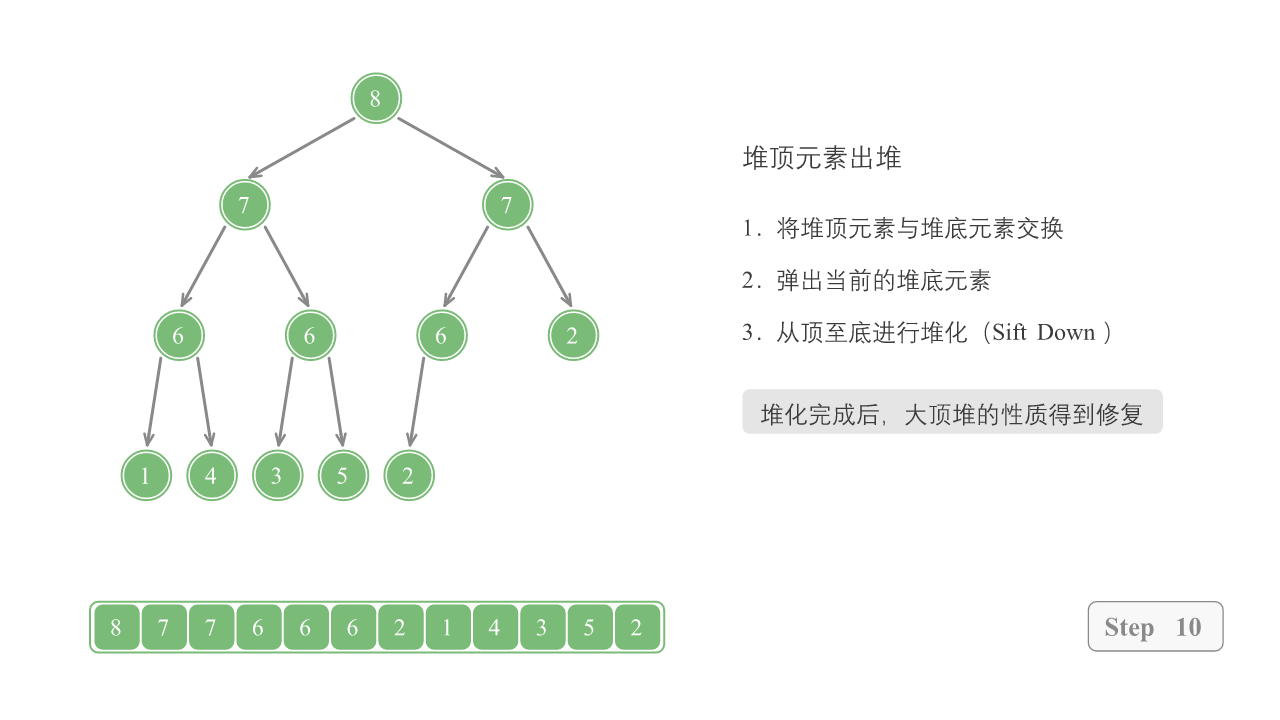 8
7 7
6 6 6 2
1 4 3 5 2
堆顶元素出堆
1. 将堆顶元素与堆底元素交换
2. 弹出当前的堆底元素
3. 从顶至底进行堆化（Sift Down ）
堆化完成后，大顶堆的性质得到修复
8 7 7 6 6 6 2 1 4 3 5 2
Step 10